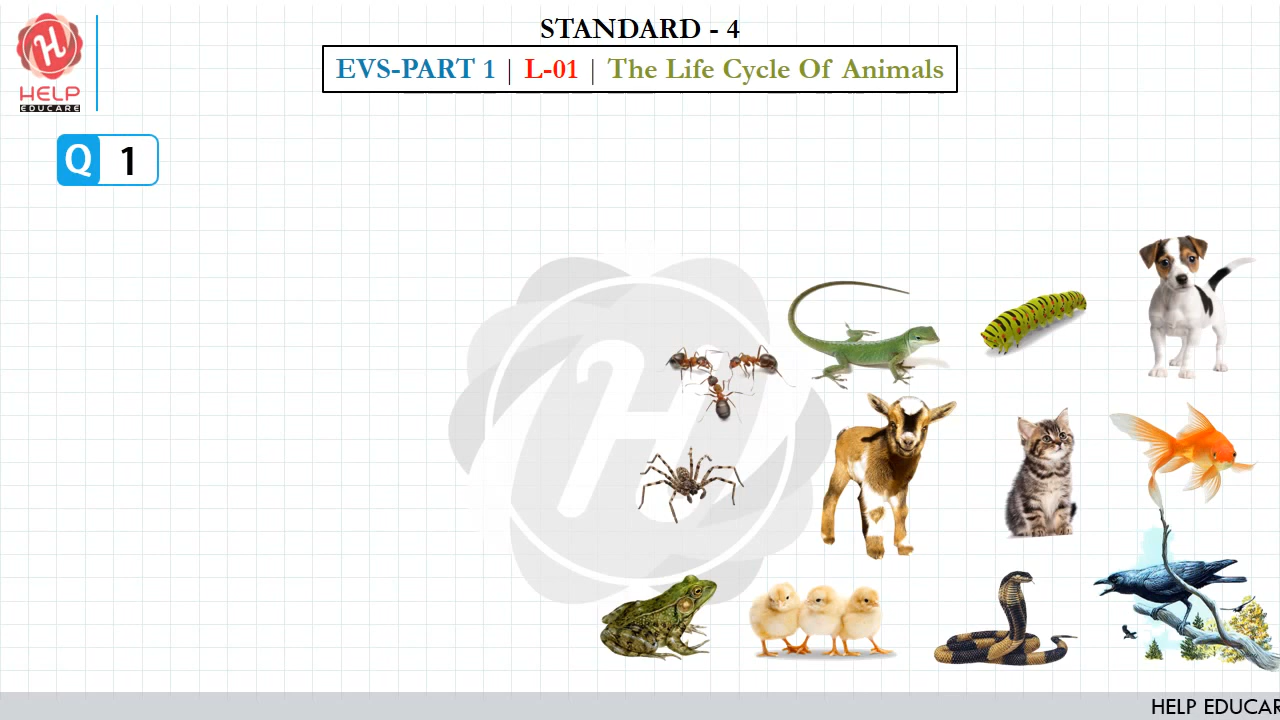 STANDARD - 4
EVS-PART 1 | L-01 | The Life Cycle Of Animals
H
HELP
EDUCARE
Q 1
H
HELP EDUCAR